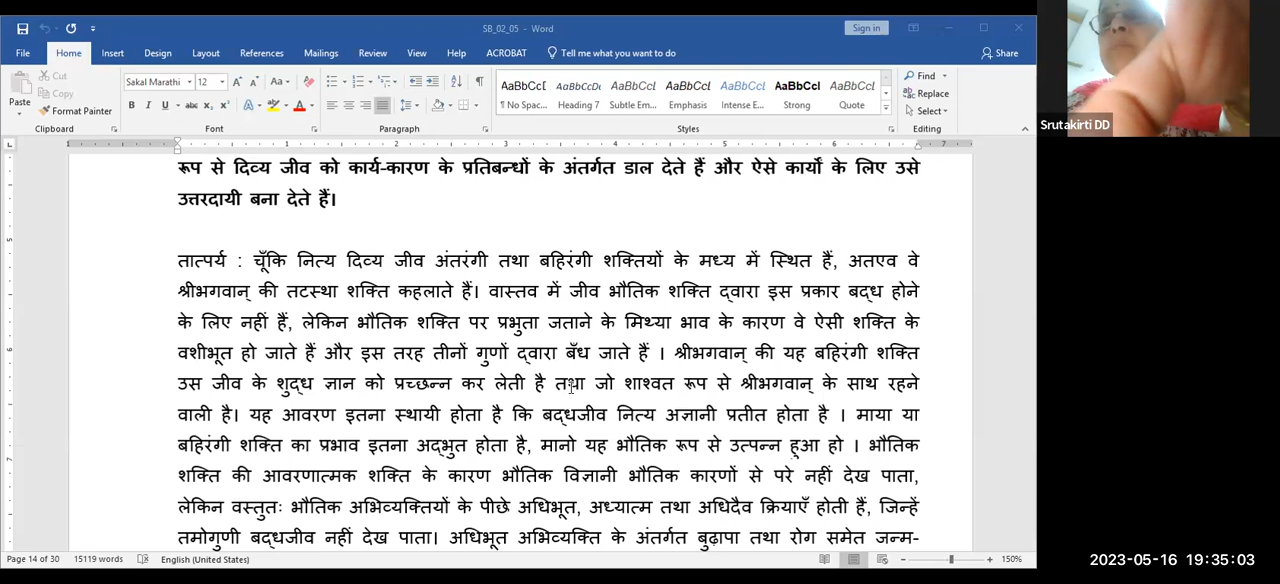 SB_02_05 - Word
Sign in
File Home Insert Design Layout References Mailings Review View Help ACROBAT Tell me what you want to do Share
Cut
Copy
Format Painter
Paste
Clipboard
Sakal Marathi 12
Font
Paragraph
AaBbCcI AaBbCcDc AaBbCcl AaBbCcl AaBbCcl AaBbCcI AaBbCcI
¶ No Spac... Heading 7 Subtle Em... Emphasis Intense E... Strong Quote
Styles
Find
Replace
Select
Editing
Srutakirti DD
रूप से दिव्य जीव को कार्य-कारण के प्रतिबन्धों के अंतर्गत डाल देते हैं और ऐसे कार्यों के लिए उसे
उत्तरदायी बना देते हैं।
तात्पर्य : चूँकि नित्य दिव्य जीव अंतरंगी तथा बहिरंगी शक्तियों के मध्य में स्थित हैं, अतएव वे
श्रीभगवान् की तटस्था शक्ति कहलाते हैं। वास्तव में जीव भौतिक शक्ति द्वारा इस प्रकार बद्ध होने
के लिए नहीं हैं, लेकिन भौतिक शक्ति पर प्रभुता जताने के मिथ्या भाव के कारण वे ऐसी शक्ति के
वशीभूत हो जाते हैं और इस तरह तीनों गुणों द्वारा बँध जाते हैं । श्रीभगवान् की यह बहिरंगी शक्ति
उस जीव के शुद्ध ज्ञान को प्रच्छन्न कर लेती है तथा जो शाश्वत रूप से श्रीभगवान् के साथ रहने
वाली है। यह आवरण इतना स्थायी होता है कि बद्धजीव नित्य अज्ञानी प्रतीत होता है । माया या
बहिरंगी शक्ति का प्रभाव इतना अद्भुत होता है, मानो यह भौतिक रूप से उत्पन्न हूआ हो । भौतिक
शक्ति की आवरणात्मक शक्ति के कारण भौतिक विज्ञानी भौतिक कारणों से परे नहीं देख पाता,
लेकिन वस्तुतः भौतिक अभिव्यक्तियों के पीछे अधिभूत, अध्यात्म तथा अधिदैव क्रियाएँ होती हैं, जिन्हें
तमोगुणी बद्धजीव नहीं देख पाता। अधिभूत अभिव्यक्ति के अंतर्गत बुढ़ापा तथा रोग समेत जन्म-
Page 14 of 30 15119 words English (United States) 150%
2023-05-16 19:35:03